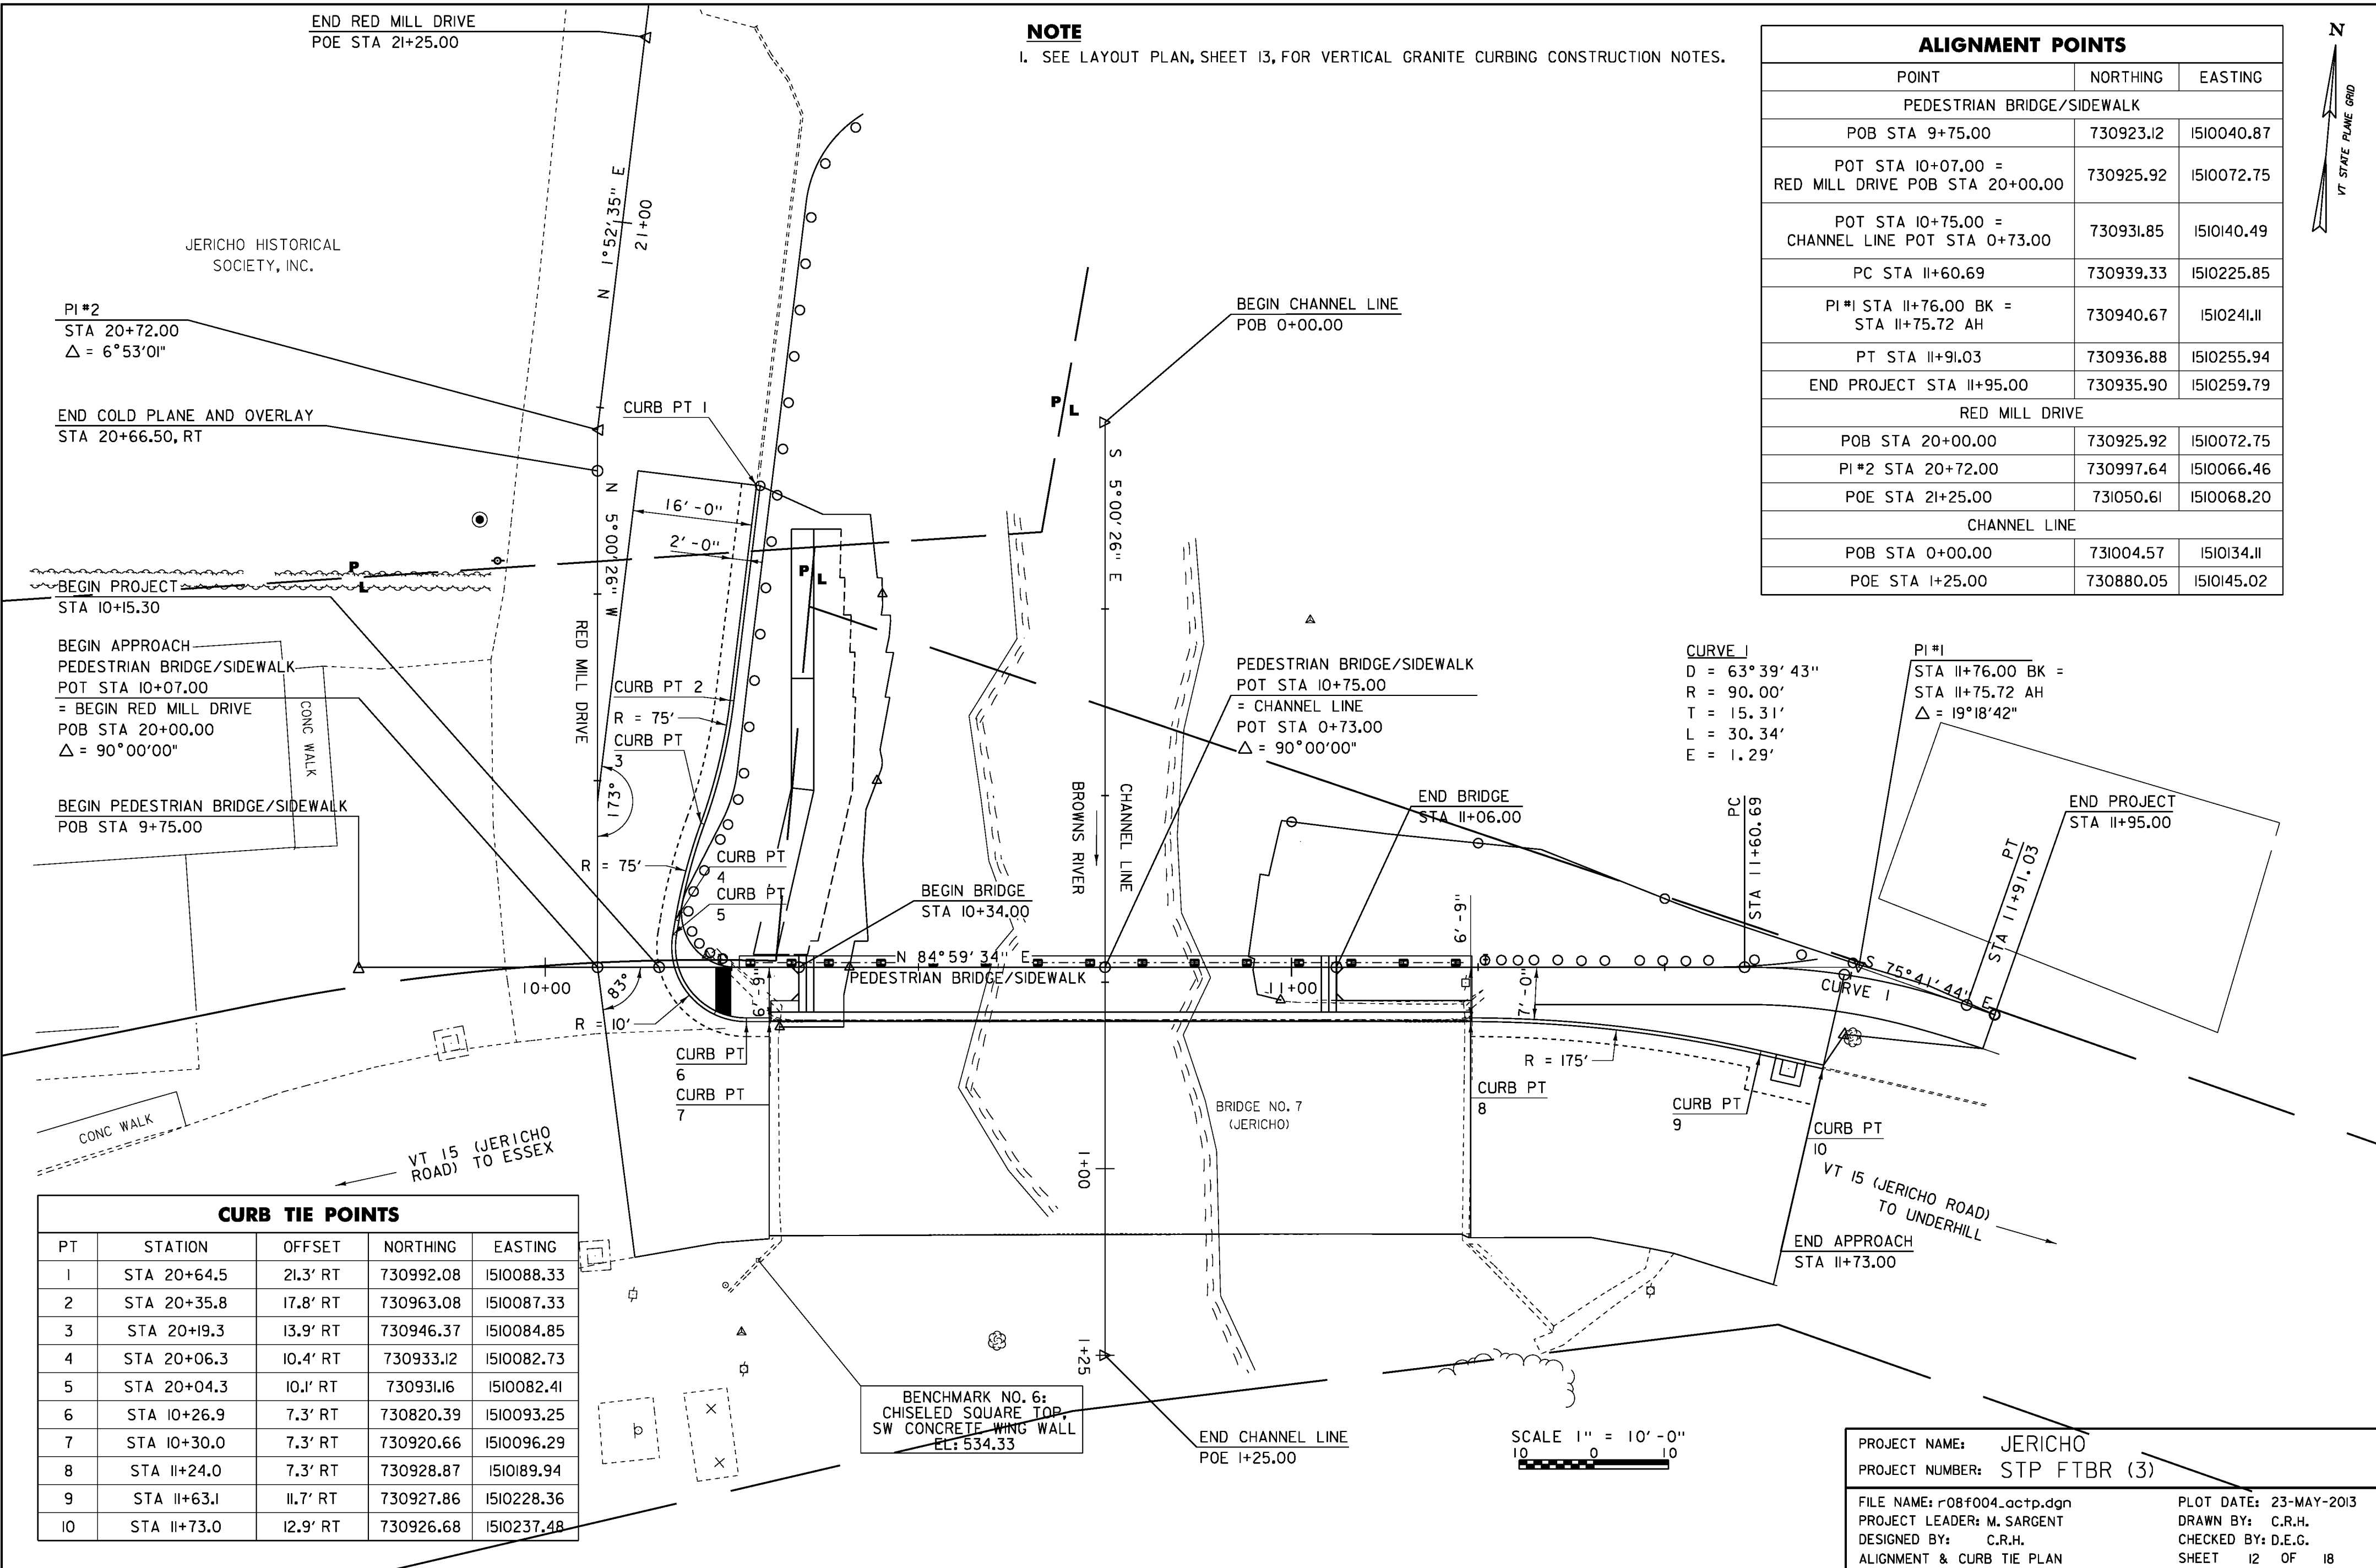 END RED MILL DRIVE
POE STA 21+25.00
NOTE
1. SEE LAYOUT PLAN, SHEET 13, FOR VERTICAL GRANITE CURBING CONSTRUCTION NOTES.
ALIGNMENT POINTS
POINT NORTHING EASTING
PEDESTRIAN BRIDGE/SIDEWALK
POB STA 9+75.00 730923.12 1510040.87
POT STA 10+07.00 =
RED MILL DRIVE POB STA 20+00.00 730925.92 1510072.75
POT STA 10+75.00 =
CHANNEL LINE POT STA 0+73.00 730931.85 1510140.49
PC STA 11+60.69 730939.33 1510225.85
PI #1 STA 11+76.00 BK =
STA 11+75.72 AH 730940.67 1510241.11
PT STA 11+91.03 730936.88 1510255.94
END PROJECT STA 11+95.00 730935.90 1510259.79
RED MILL DRIVE
POB STA 20+00.00 730925.92 1510072.75
PI #2 STA 20+72.00 730997.64 1510066.46
POE STA 21+25.00 731050.61 1510068.20
CHANNEL LINE
POB STA 0+00.00 731004.57 1510134.11
POE STA 1+25.00 730880.05 1510145.02
N
VT STATE PLANE GRID
JERICHO HISTORICAL
SOCIETY, INC.
N 1°52'35" E
21+00
PI #2
STA 20+72.00
Δ = 6°53'01"
END COLD PLANE AND OVERLAY
STA 20+66.50, RT
CURB PT 1
BEGIN CHANNEL LINE
POB 0+00.00
P L
16'-0"
2'-0"
N 5°00'26" W
S 5°00'26" E
P L
P L
BEGIN PROJECT
STA 10+15.30
BEGIN APPROACH
PEDESTRIAN BRIDGE/SIDEWALK
POT STA 10+07.00
= BEGIN RED MILL DRIVE
POB STA 20+00.00
Δ = 90°00'00"
CONC WALK
RED MILL DRIVE
CURB PT 2
R = 75'
CURB PT
3
173°
BEGIN PEDESTRIAN BRIDGE/SIDEWALK
POB STA 9+75.00
R = 75'
CURB PT
4
CURB PT
5
BEGIN BRIDGE
STA 10+34.00
BROWNS RIVER
CHANNEL LINE
PEDESTRIAN BRIDGE/SIDEWALK
POT STA 10+75.00
= CHANNEL LINE
POT STA 0+73.00
Δ = 90°00'00"
END BRIDGE
STA 11+06.00
CURVE 1
D = 63°39'43"
R = 90.00'
T = 15.31'
L = 30.34'
E = 1.29'
PI #1
STA 11+76.00 BK =
STA 11+75.72 AH
Δ = 19°18'42"
END PROJECT
STA 11+95.00
PC
STA 11+60.69
PT
STA 11+91.03
6'-9"
N 84°59'34" E
PEDESTRIAN BRIDGE/SIDEWALK
10+00
83°
6'-9"
11+00
7'-0"
S 75°41'44" E
CURVE 1
R = 10'
CURB PT
6
CURB PT
7
R = 175'
CURB PT
8
CURB PT
9
CURB PT
10
BRIDGE NO. 7
(JERICHO)
CONC WALK
VT 15 (JERICHO
ROAD) TO ESSEX
1+00
VT 15 (JERICHO ROAD)
TO UNDERHILL
END APPROACH
STA 11+73.00
CURB TIE POINTS
PT STATION OFFSET NORTHING EASTING
1 STA 20+64.5 21.3' RT 730992.08 1510088.33
2 STA 20+35.8 17.8' RT 730963.08 1510087.33
3 STA 20+19.3 13.9' RT 730946.37 1510084.85
4 STA 20+06.3 10.4' RT 730933.12 1510082.73
5 STA 20+04.3 10.1' RT 730931.16 1510082.41
6 STA 10+26.9 7.3' RT 730820.39 1510093.25
7 STA 10+30.0 7.3' RT 730920.66 1510096.29
8 STA 11+24.0 7.3' RT 730928.87 1510189.94
9 STA 11+63.1 11.7' RT 730927.86 1510228.36
10 STA 11+73.0 12.9' RT 730926.68 1510237.48
1+25
BENCHMARK NO. 6:
CHISELED SQUARE TOP,
SW CONCRETE WING WALL
EL: 534.33
END CHANNEL LINE
POE 1+25.00
SCALE 1" = 10'-0"
10 0 10
PROJECT NAME: JERICHO
PROJECT NUMBER: STP FTBR (3)
FILE NAME: r08f004_actp.dgn PLOT DATE: 23-MAY-2013
PROJECT LEADER: M. SARGENT DRAWN BY: C.R.H.
DESIGNED BY: C.R.H. CHECKED BY: D.E.G.
ALIGNMENT & CURB TIE PLAN SHEET 12 OF 18